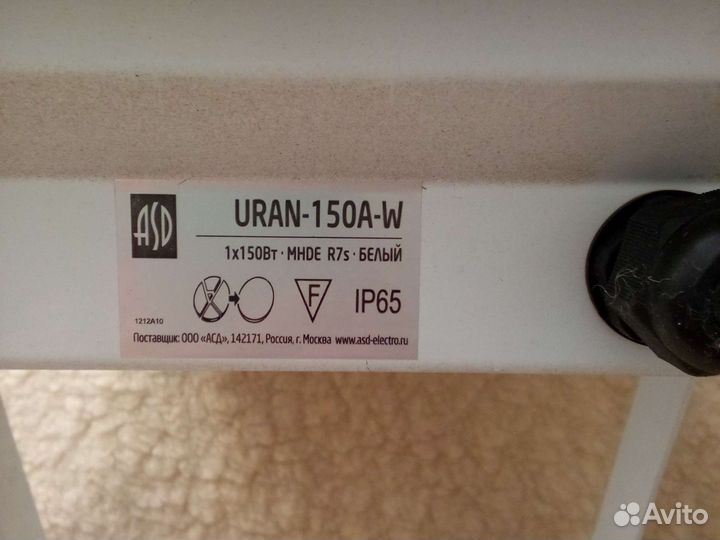 ASD
URAN-150A-W
1x150Вт · MHDE R7s · БЕЛЫЙ
F
IP65
1212A10
Поставщик: ООО «АСД», 142171, Россия, г. Москва www.asd-electro.ru
Avito